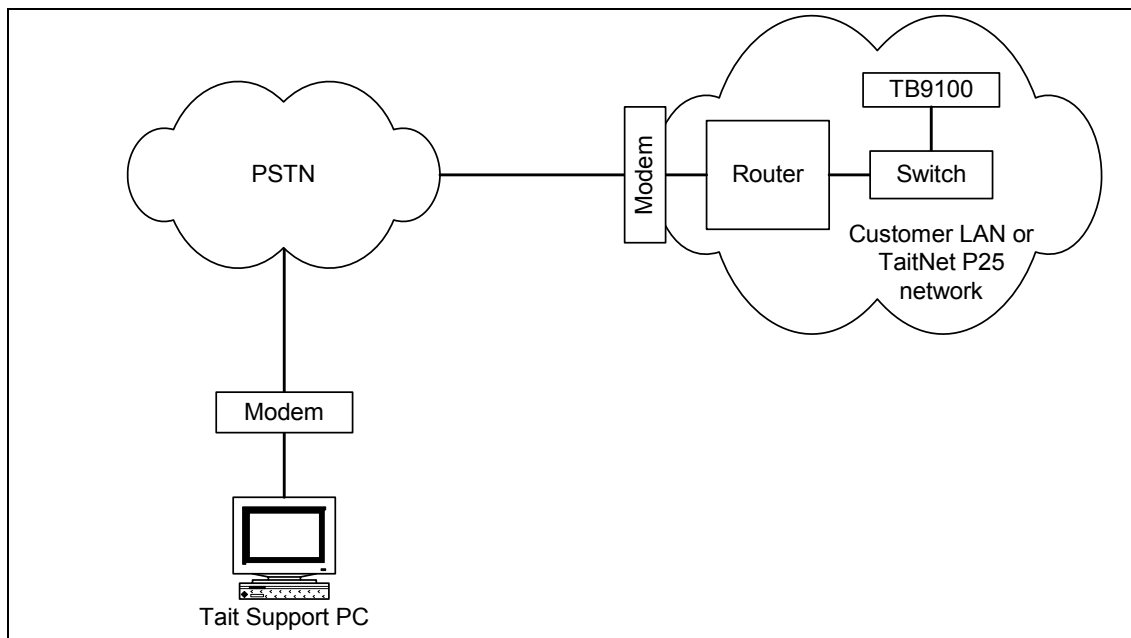 TB9100
PSTN
Modem
Router
Switch
Customer LAN or
TaitNet P25
network
Modem
Tait Support PC